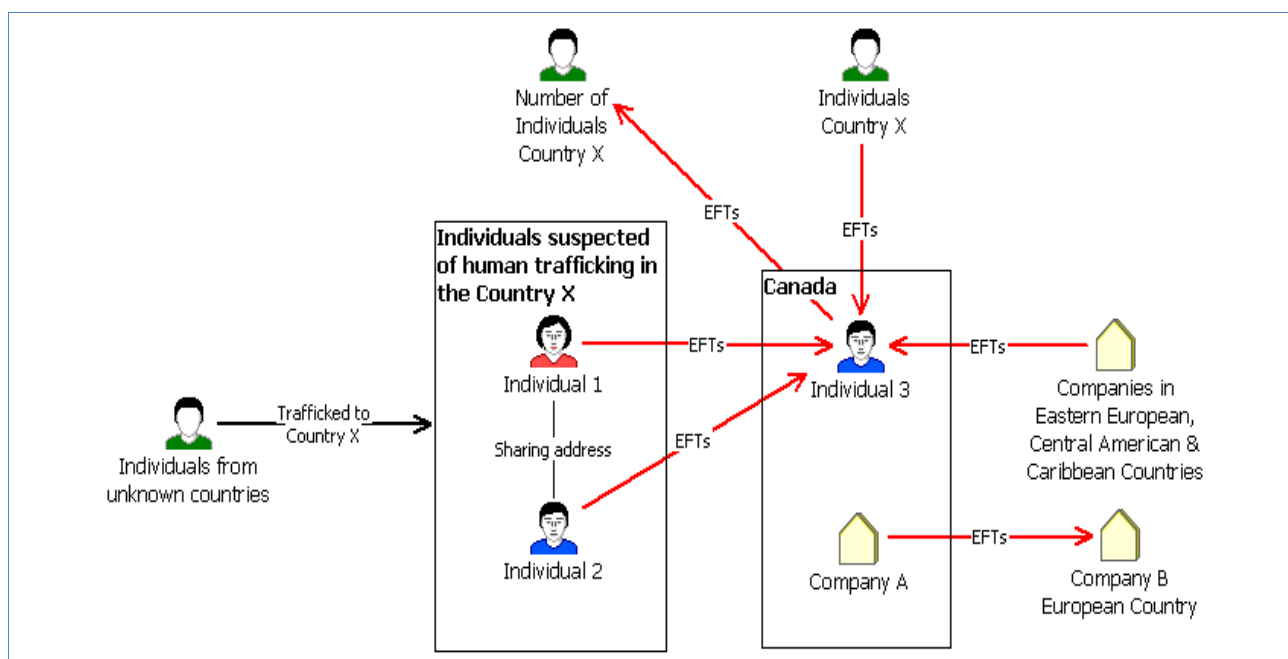 Number of
Individuals
Country X
Individuals
Country X
EFTs
EFTs
Individuals suspected
of human trafficking in
the Country X
Canada
Individual 1
EFTs
Individual 3
EFTs
Companies in
Eastern European,
Central American &
Caribbean Countries
Trafficked to
Country X
Individuals from
unknown countries
Sharing address
EFTs
Individual 2
Company A
EFTs
Company B
European Country